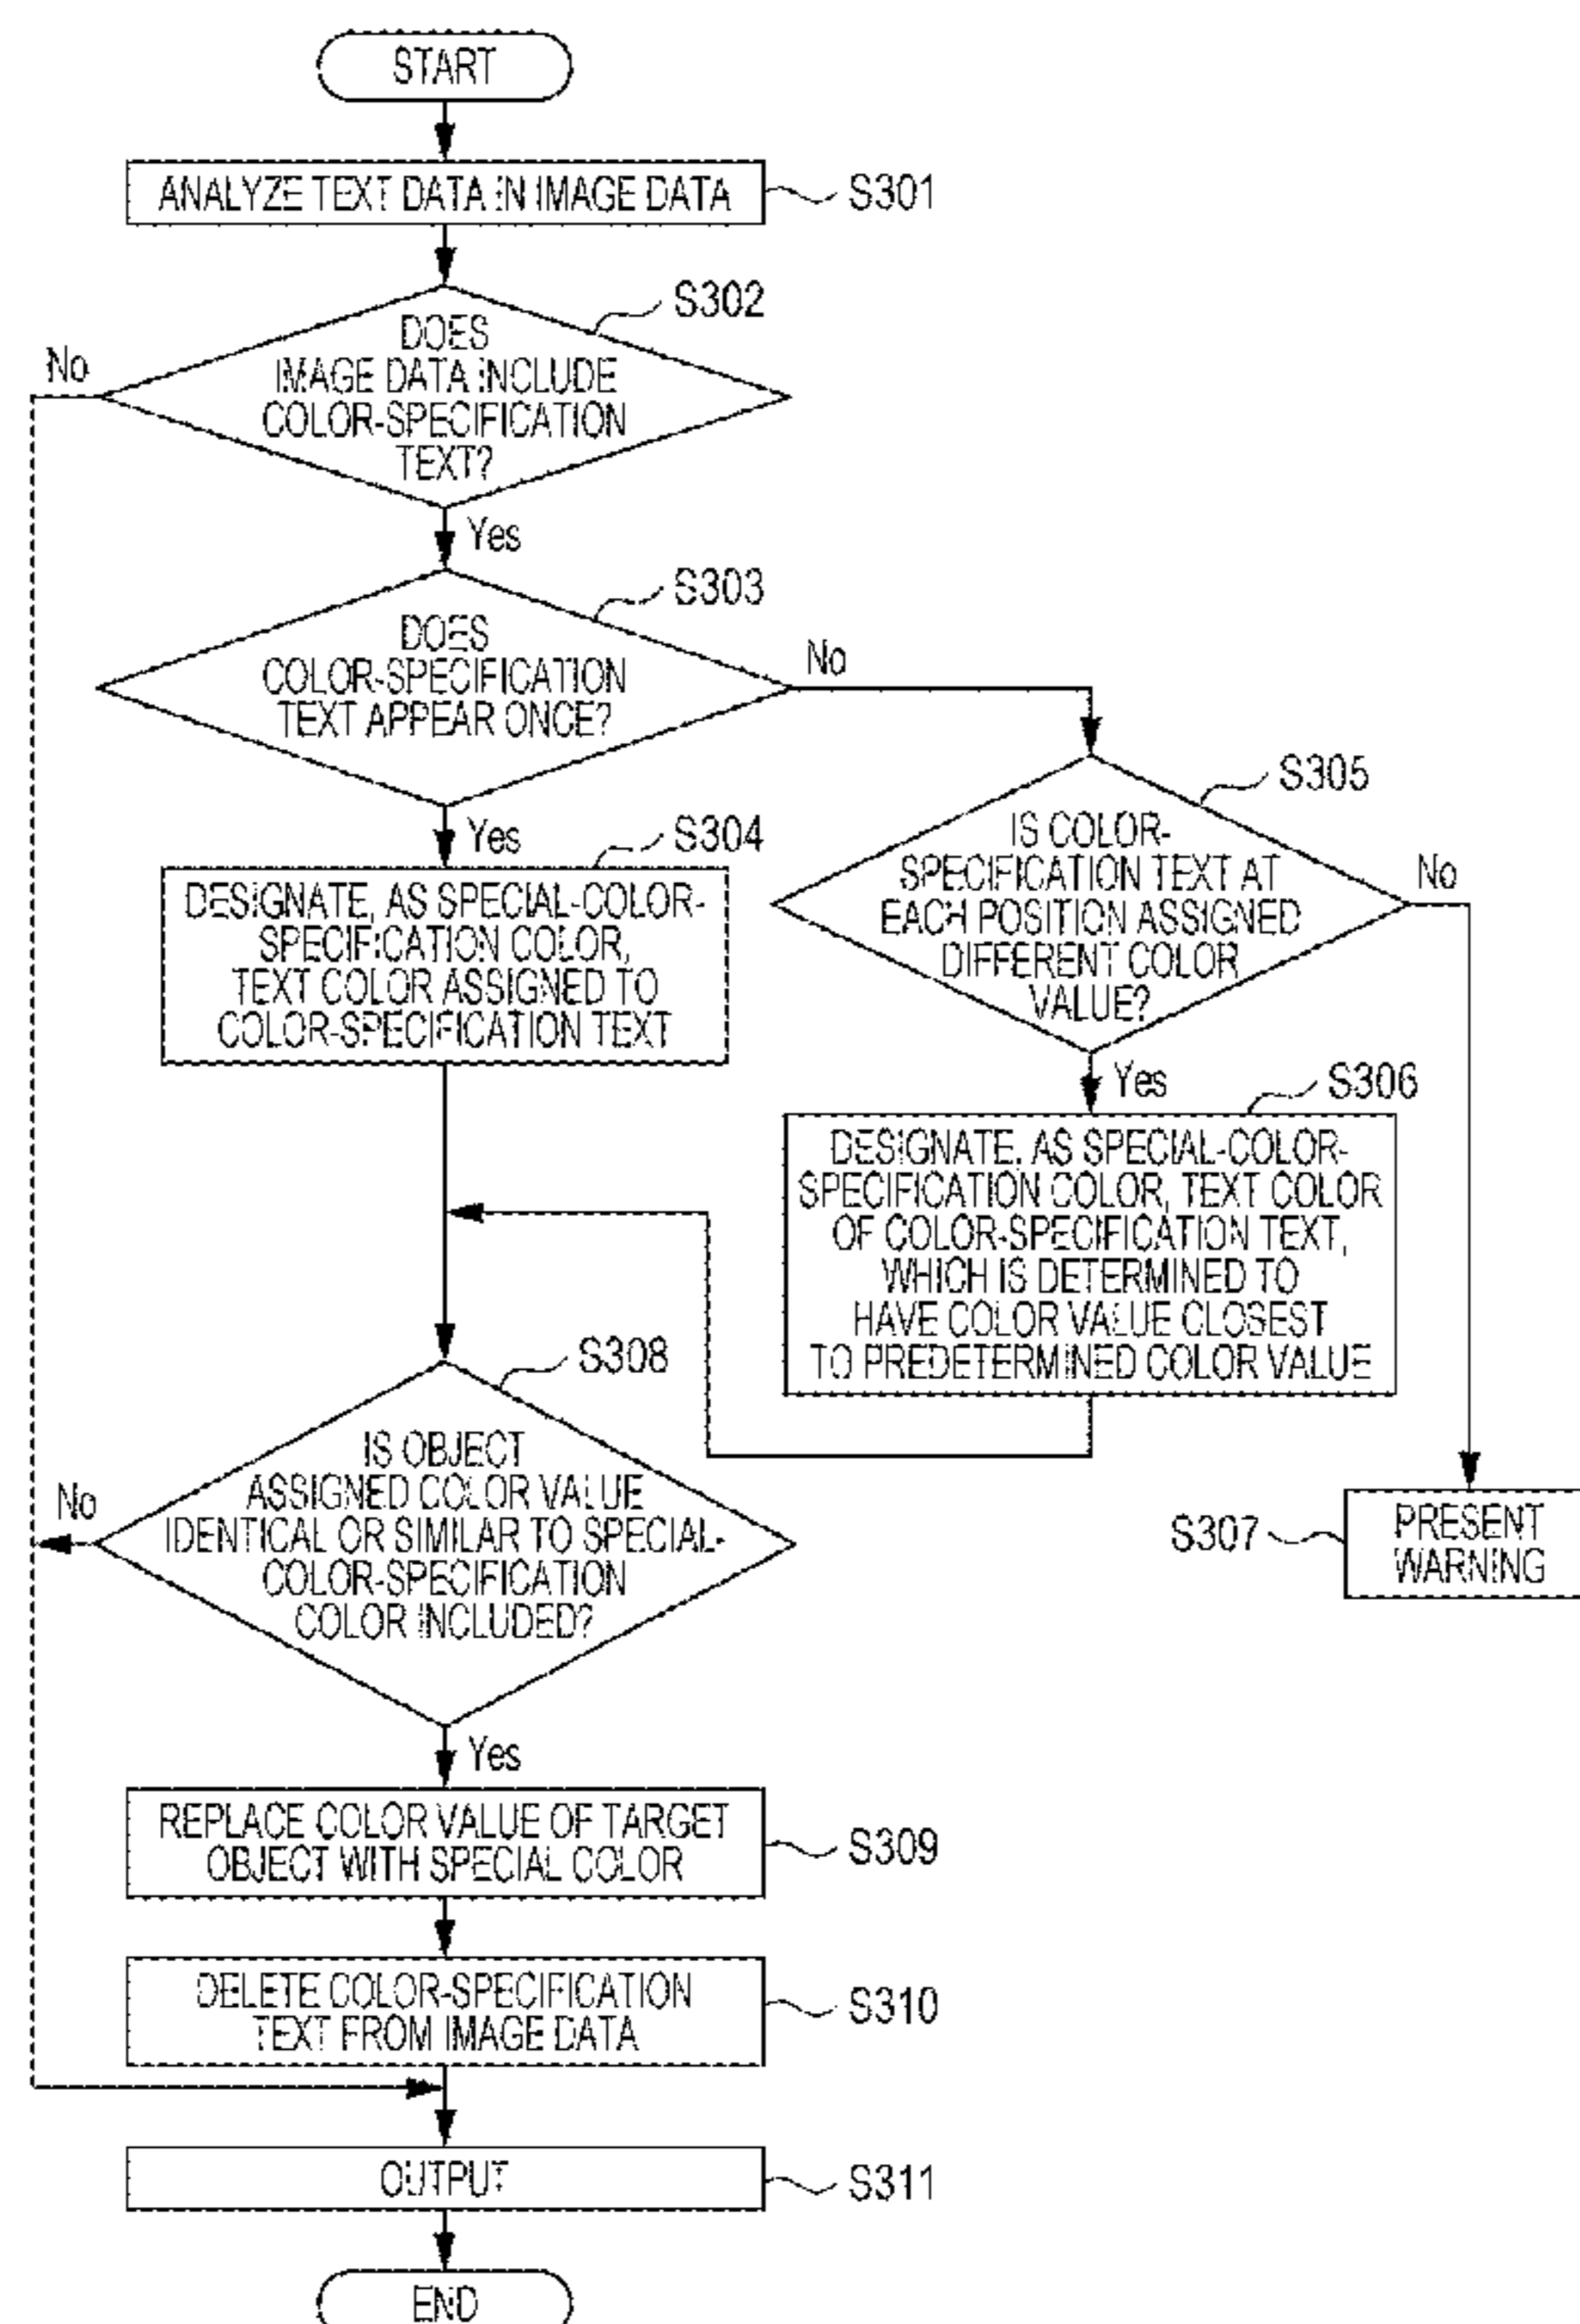 START
ANALYZE TEXT DATA IN IMAGE DATA
S301
S302
DOES
IMAGE DATA INCLUDE
COLOR-SPECIFICATION
TEXT?
No
Yes
S303
DOES
COLOR-SPECIFICATION
TEXT APPEAR ONCE?
No
Yes
S304
DESIGNATE, AS SPECIAL-COLOR-
SPECIFICATION COLOR,
TEXT COLOR ASSIGNED TO
COLOR-SPECIFICATION TEXT
S305
IS COLOR-
SPECIFICATION TEXT AT
EACH POSITION ASSIGNED
DIFFERENT COLOR
VALUE?
No
Yes
S306
DESIGNATE, AS SPECIAL-COLOR-
SPECIFICATION COLOR, TEXT COLOR
OF COLOR-SPECIFICATION TEXT,
WHICH IS DETERMINED TO
HAVE COLOR VALUE CLOSEST
TO PREDETERMINED COLOR VALUE
S307
PRESENT
WARNING
S308
IS OBJECT
ASSIGNED COLOR VALUE
IDENTICAL OR SIMILAR TO SPECIAL-
COLOR-SPECIFICATION
COLOR INCLUDED?
No
Yes
REPLACE COLOR VALUE OF TARGET
OBJECT WITH SPECIAL COLOR
S309
DELETE COLOR-SPECIFICATION
TEXT FROM IMAGE DATA
S310
OUTPUT
S311
END